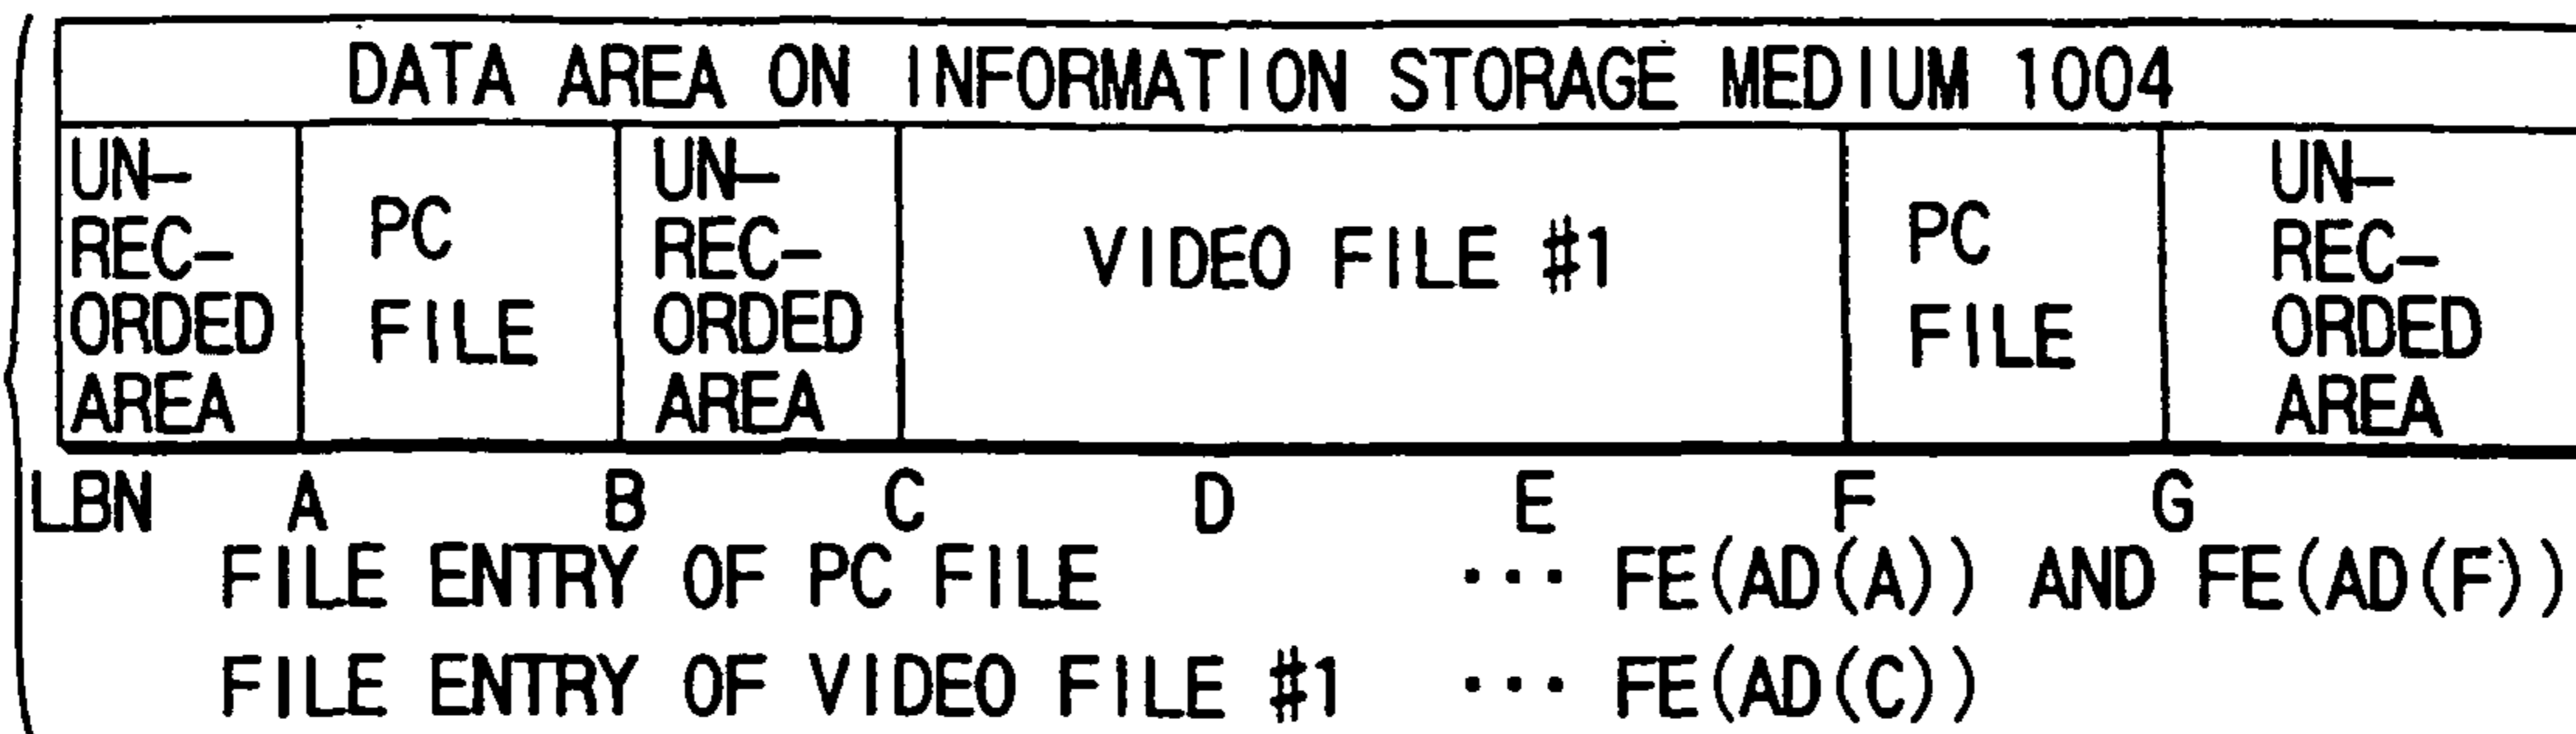 DATA AREA ON INFORMATION STORAGE MEDIUM 1004
UN-
REC-
ORDED
AREA
PC
FILE
UN-
REC-
ORDED
AREA
VIDEO FILE #1
PC
FILE
UN-
REC-
ORDED
AREA
LBN A B C D E F G
FILE ENTRY OF PC FILE ... FE(AD(A)) AND FE(AD(F))
FILE ENTRY OF VIDEO FILE #1 ... FE(AD(C))